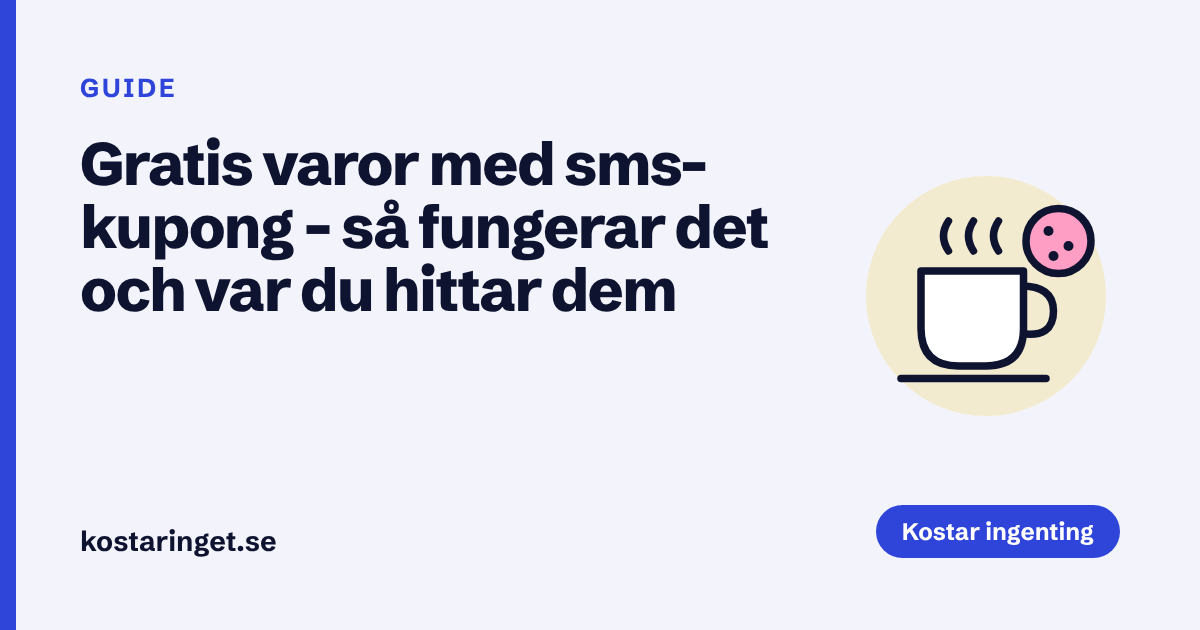 GUIDE
Gratis varor med sms-
kupong – så fungerar det
och var du hittar dem
kostaringet.se
Kostar ingenting